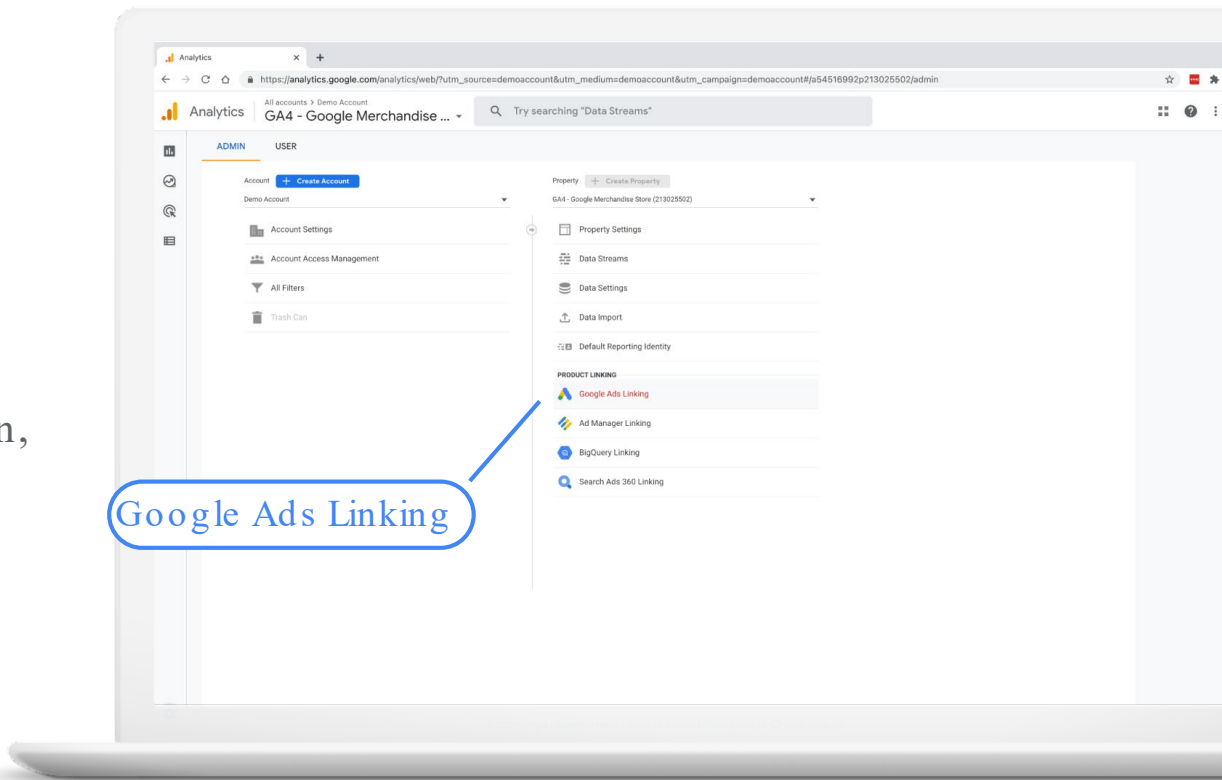 Analytics
https://analytics.google.com/analytics/web/?utm_source=demoaccount&utm_medium=demoaccount&utm_campaign=demoaccount#/a54516992p213025502/admin
Analytics
All accounts > Demo Account
GA4 - Google Merchandise ...
Try searching "Data Streams"
ADMIN
USER
Account
+ Create Account
Demo Account
Account Settings
Account Access Management
All Filters
Trash Can
Property
+ Create Property
GA4 - Google Merchandise Store (213025502)
Property Settings
Data Streams
Data Settings
Data Import
Default Reporting Identity
PRODUCT LINKING
Google Ads Linking
Ad Manager Linking
BigQuery Linking
Search Ads 360 Linking
n,
Google Ads Linking